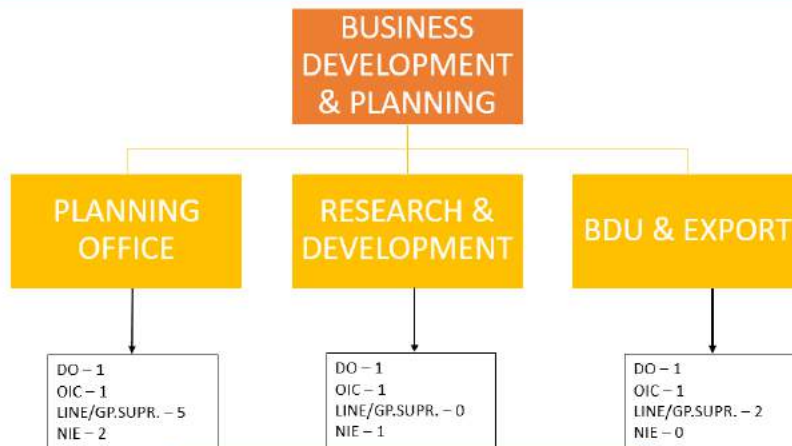 BUSINESS
DEVELOPMENT
& PLANNING
PLANNING
OFFICE
RESEARCH &
DEVELOPMENT
BDU & EXPORT
DO – 1
OIC – 1
LINE/GP.SUPR. – 5
NIE – 2
DO – 1
OIC – 1
LINE/GP.SUPR. – 0
NIE – 1
DO – 1
OIC – 1
LINE/GP.SUPR. – 2
NIE – 0